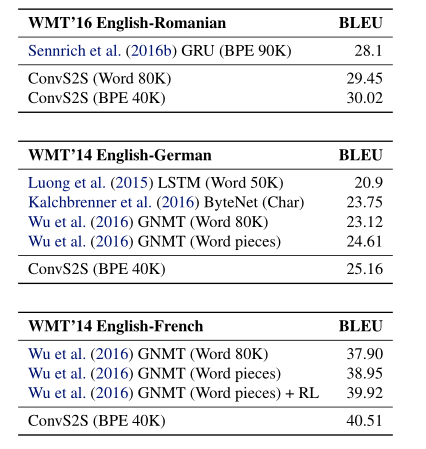 WMT'16 English-Romanian BLEU
Sennrich et al. (2016b) GRU (BPE 90K) 28.1
ConvS2S (Word 80K) 29.45
ConvS2S (BPE 40K) 30.02
WMT'14 English-German BLEU
Luong et al. (2015) LSTM (Word 50K) 20.9
Kalchbrenner et al. (2016) ByteNet (Char) 23.75
Wu et al. (2016) GNMT (Word 80K) 23.12
Wu et al. (2016) GNMT (Word pieces) 24.61
ConvS2S (BPE 40K) 25.16
WMT'14 English-French BLEU
Wu et al. (2016) GNMT (Word 80K) 37.90
Wu et al. (2016) GNMT (Word pieces) 38.95
Wu et al. (2016) GNMT (Word pieces) + RL 39.92
ConvS2S (BPE 40K) 40.51